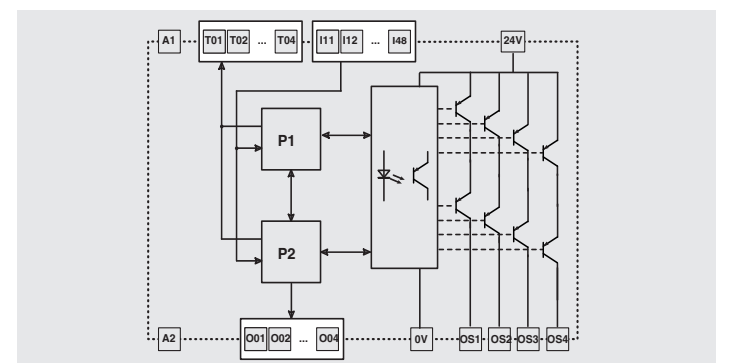 A1 T01 T02 ... T04 I11 I12 ... I48 24V
P1
P2
A2 O01 O02 ... O04 0V OS1 OS2 OS3 OS4